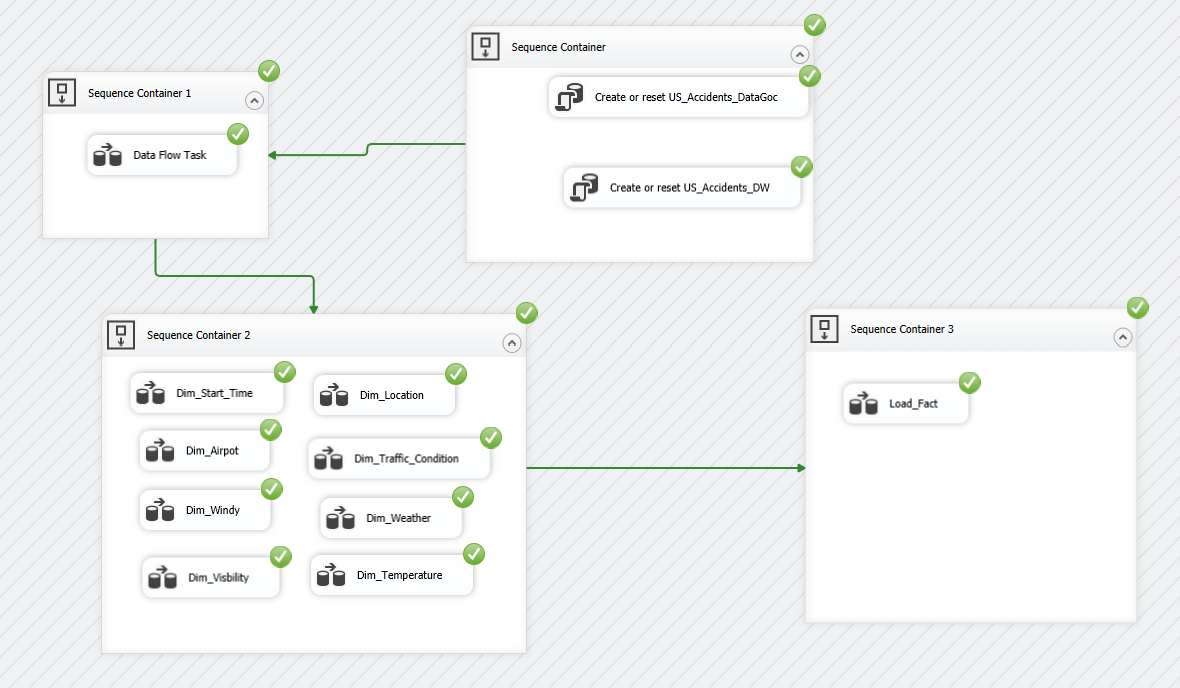 Sequence Container
Create or reset US_Accidents_DataGoc
Create or reset US_Accidents_DW
Sequence Container 1
Data Flow Task
Sequence Container 2
Dim_Start_Time
Dim_Location
Dim_Airpot
Dim_Traffic_Condition
Dim_Windy
Dim_Weather
Dim_Visbility
Dim_Temperature
Sequence Container 3
Load_Fact